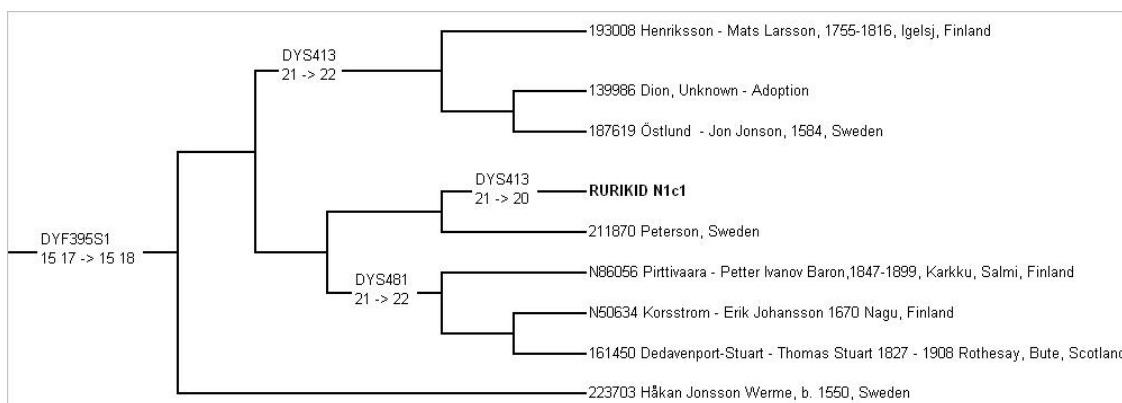 193008 Henriksson - Mats Larsson, 1755-1816, Igelsj, Finland
DYS413
21 -> 22
139986 Dion, Unknown - Adoption
187619 Östlund - Jon Jonson, 1584, Sweden
DYS413
21 -> 20
RURIKID N1c1
211870 Peterson, Sweden
DYF395S1
15 17 -> 15 18
N86056 Pirttivaara - Petter Ivanov Baron,1847-1899, Karkku, Salmi, Finland
DYS481
21 -> 22
N50634 Korsstrom - Erik Johansson 1670 Nagu, Finland
161450 Dedavenport-Stuart - Thomas Stuart 1827 - 1908 Rothesay, Bute, Scotland
223703 Håkan Jonsson Werme, b. 1550, Sweden